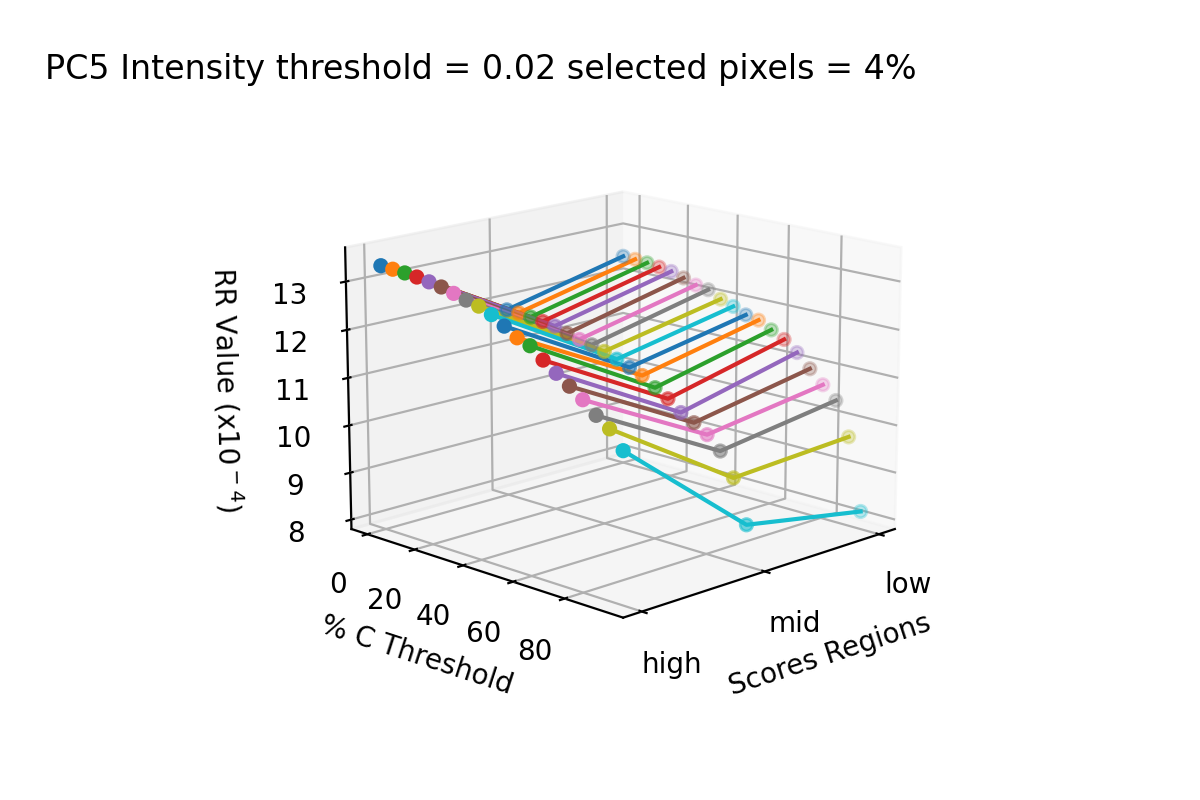 PC5 Intensity threshold = 0.02 selected pixels = 4%
RR Value (x10⁻⁴)
13
12
11
10
9
8
0
20
40
60
80
% C Threshold
low
mid
high
Scores Regions